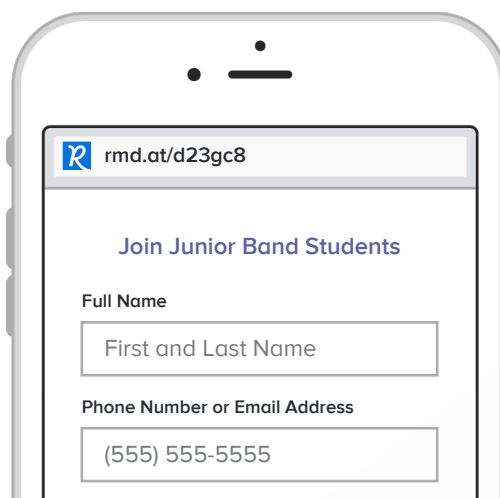 rmd.at/d23gc8
Join Junior Band Students
Full Name
First and Last Name
Phone Number or Email Address
(555) 555-5555